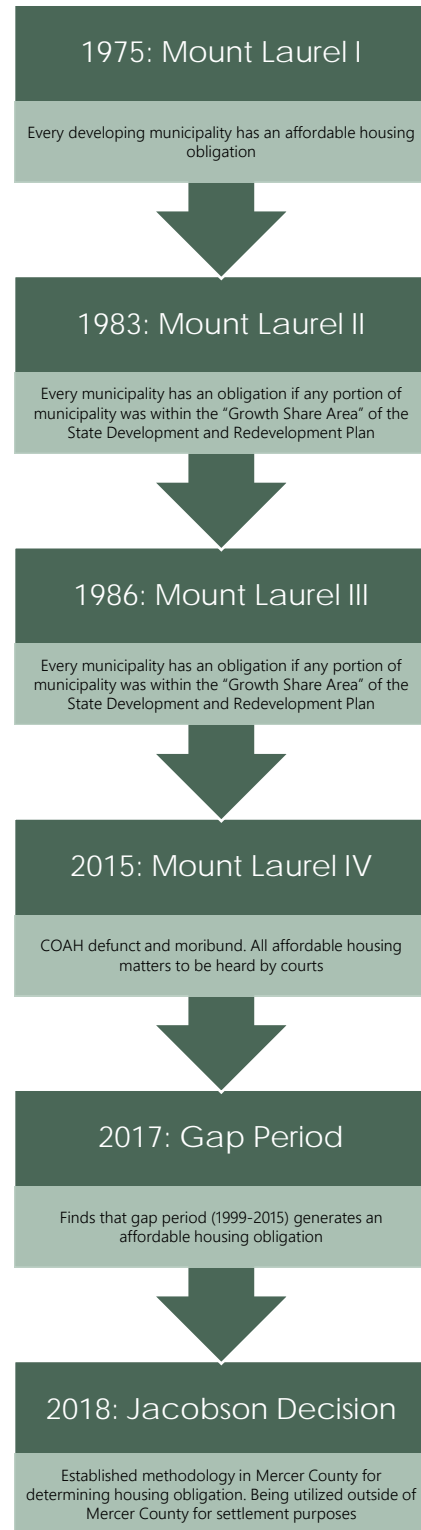 1975: Mount Laurel I
Every developing municipality has an affordable housing
obligation
1983: Mount Laurel II
Every municipality has an obligation if any portion of
municipality was within the “Growth Share Area” of the
State Development and Redevelopment Plan
1986: Mount Laurel III
Every municipality has an obligation if any portion of
municipality was within the “Growth Share Area” of the
State Development and Redevelopment Plan
2015: Mount Laurel IV
COAH defunct and moribund. All affordable housing
matters to be heard by courts
2017: Gap Period
Finds that gap period (1999-2015) generates an
affordable housing obligation
2018: Jacobson Decision
Established methodology in Mercer County for
determining housing obligation. Being utilized outside of
Mercer County for settlement purposes